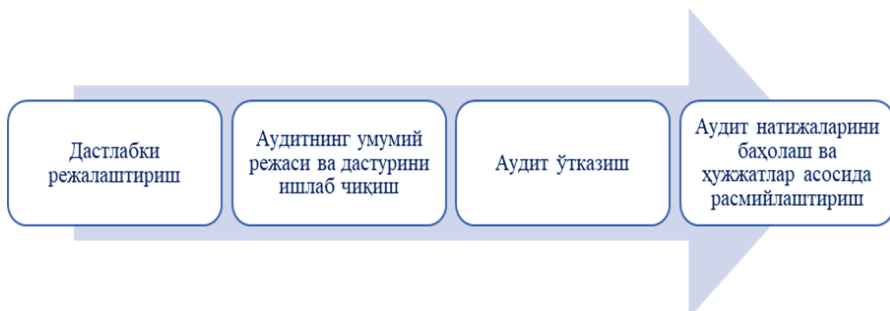 Дастлабки
режалаштириш
Аудитнинг умумий
режаси ва дастурини
ишлаб чиқиш
Аудит ўтказиш
Аудит натижаларини
баҳолаш ва
ҳужжатлар асосида
расмийлаштириш